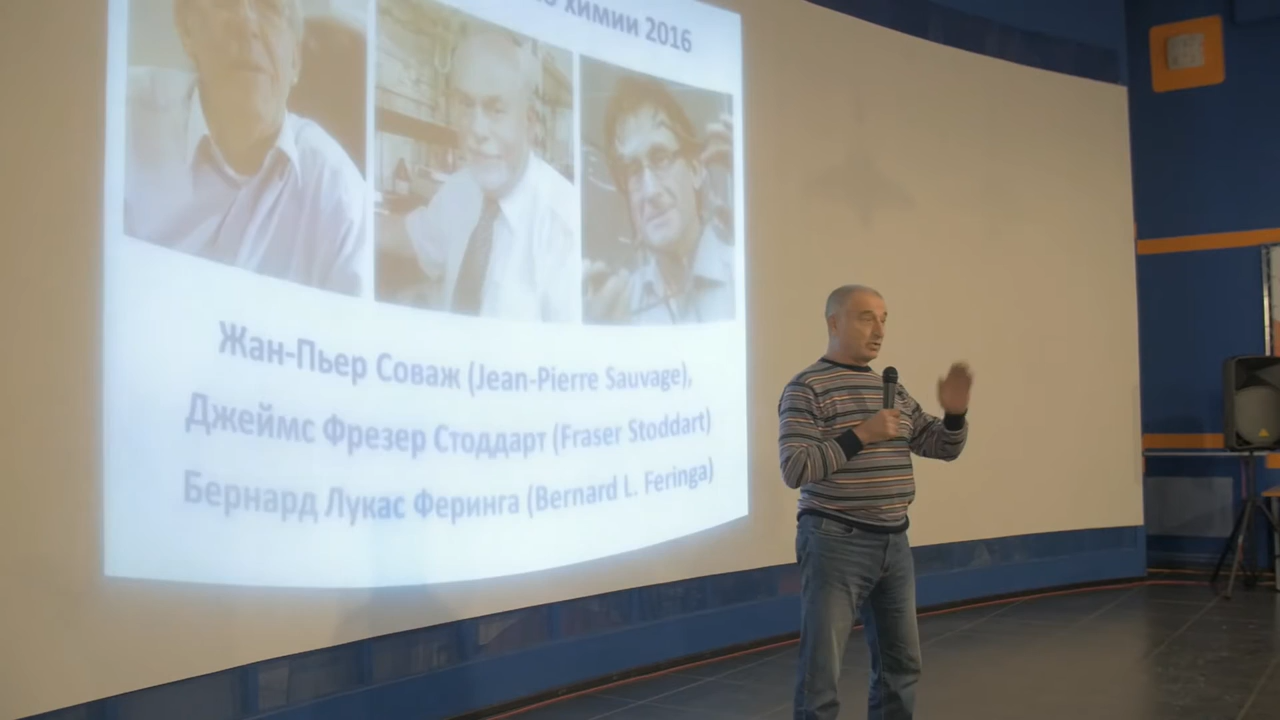 химии 2016
Жан-Пьер Соваж (Jean-Pierre Sauvage),
Джеймс Фрезер Стоддарт (Fraser Stoddart)
Бернард Лукас Феринга (Bernard L. Feringa)